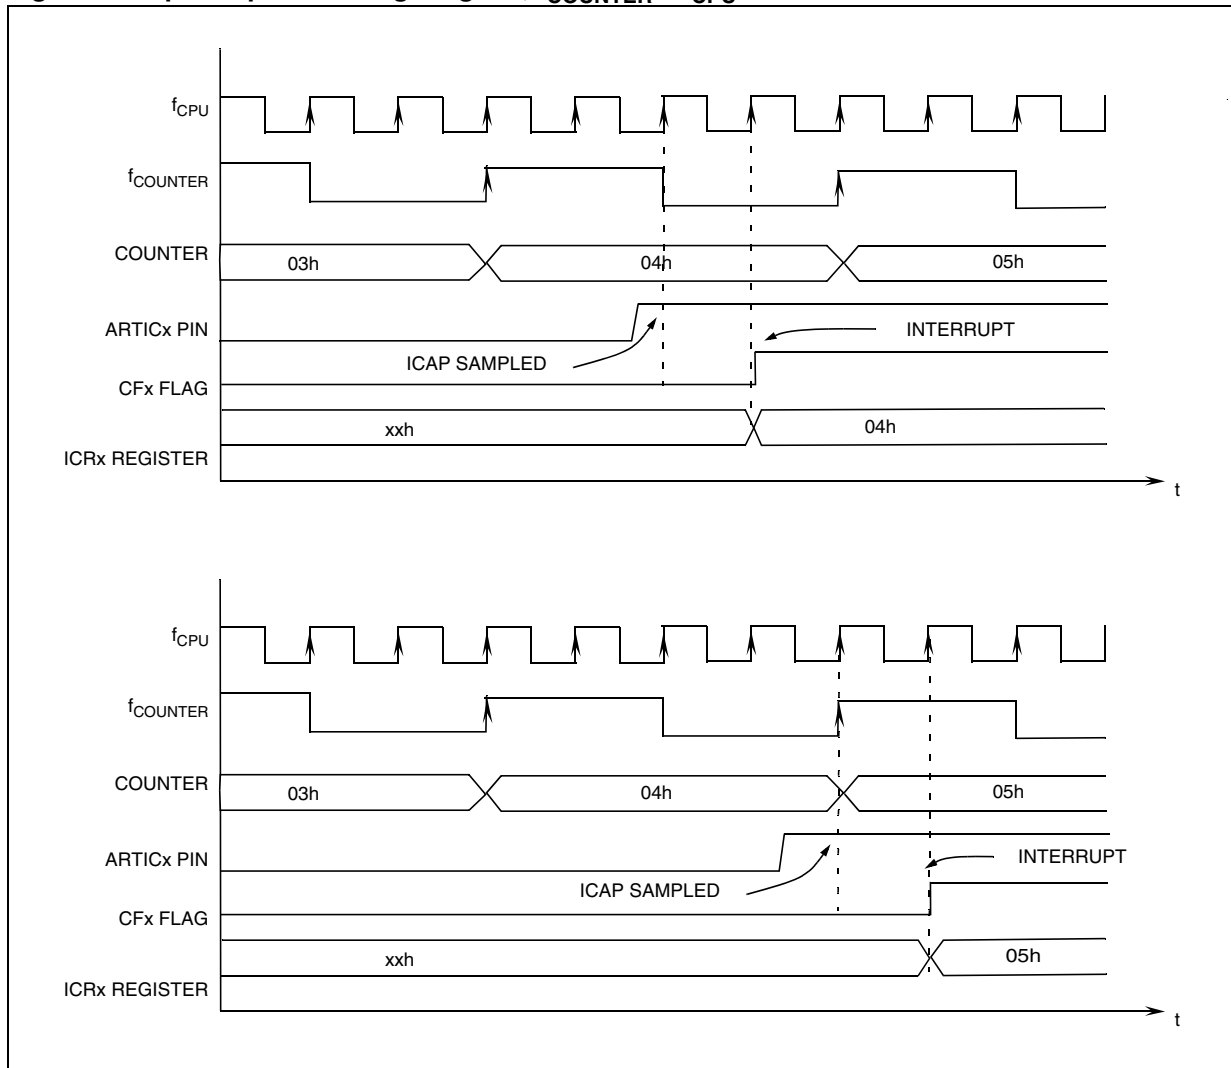 COUNTER
fCPU
fCOUNTER
COUNTER
03h
04h
05h
ARTICx PIN
INTERRUPT
ICAP SAMPLED
CFx FLAG
xxh
04h
ICRx REGISTER
t
fCPU
fCOUNTER
COUNTER
03h
04h
05h
ARTICx PIN
INTERRUPT
ICAP SAMPLED
CFx FLAG
xxh
05h
ICRx REGISTER
t